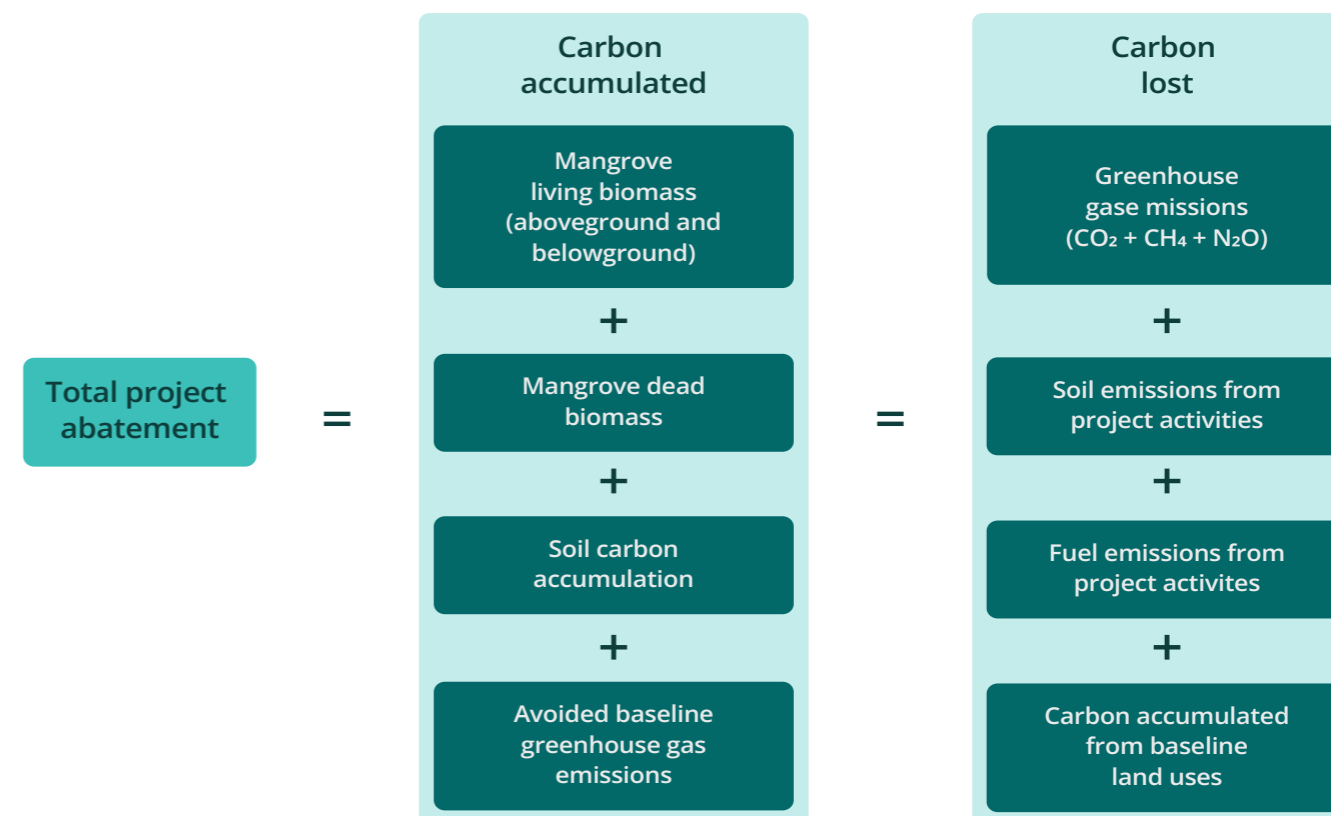 Total project
abatement
=
Carbon
accumulated
Mangrove
living biomass
(aboveground and
belowground)
+
Mangrove dead
biomass
+
Soil carbon
accumulation
+
Avoided baseline
greenhouse gas
emissions
=
Carbon
lost
Greenhouse
gase missions
(CO₂ + CH₄ + N₂O)
+
Soil emissions from
project activities
+
Fuel emissions from
project activites
+
Carbon accumulated
from baseline
land uses